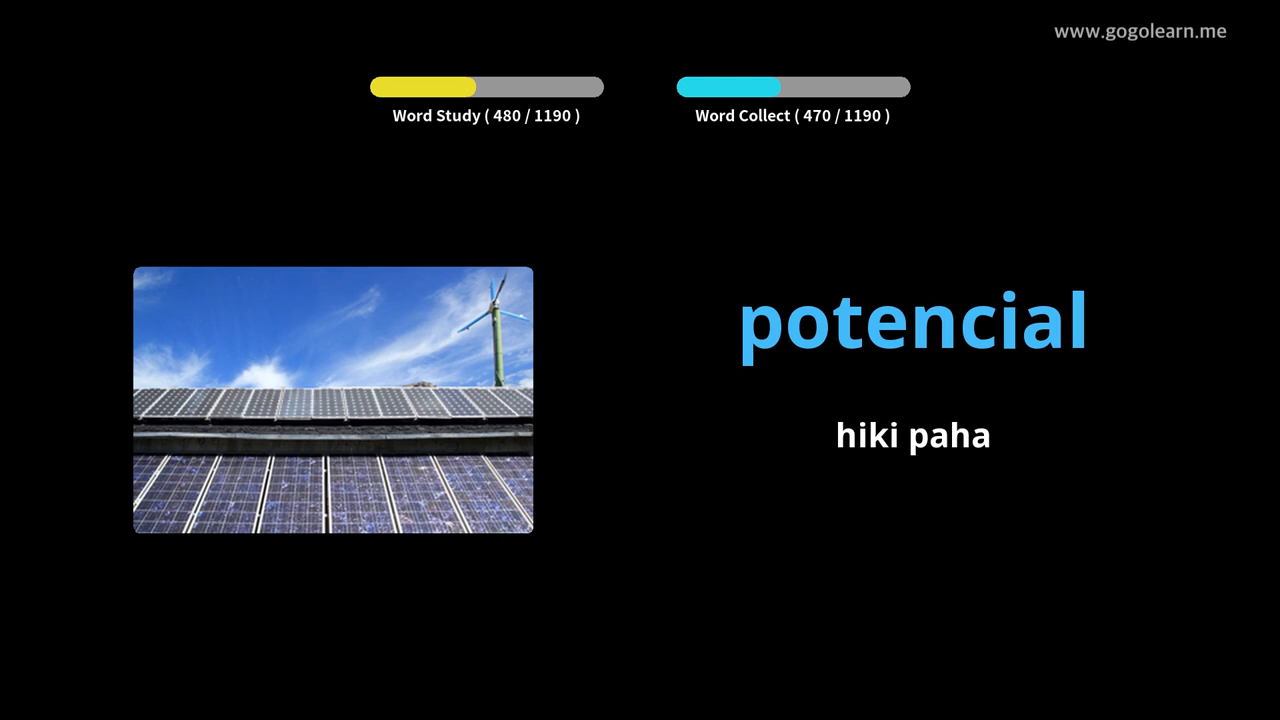 www.gogolearn.me
Word Study ( 480 / 1190 )
Word Collect ( 470 / 1190 )
potencial
hiki paha